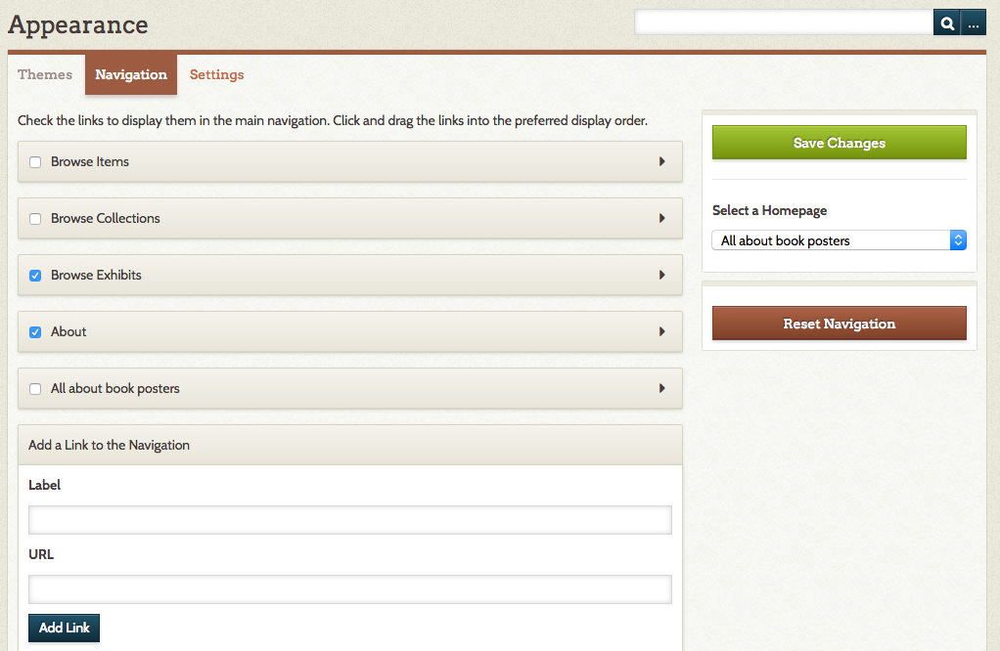 Appearance
...
Themes
Navigation
Settings
Check the links to display them in the main navigation. Click and drag the links into the preferred display order.
Browse Items
Browse Collections
Browse Exhibits
About
All about book posters
Add a Link to the Navigation
Label
URL
Add Link
Save Changes
Select a Homepage
All about book posters
Reset Navigation